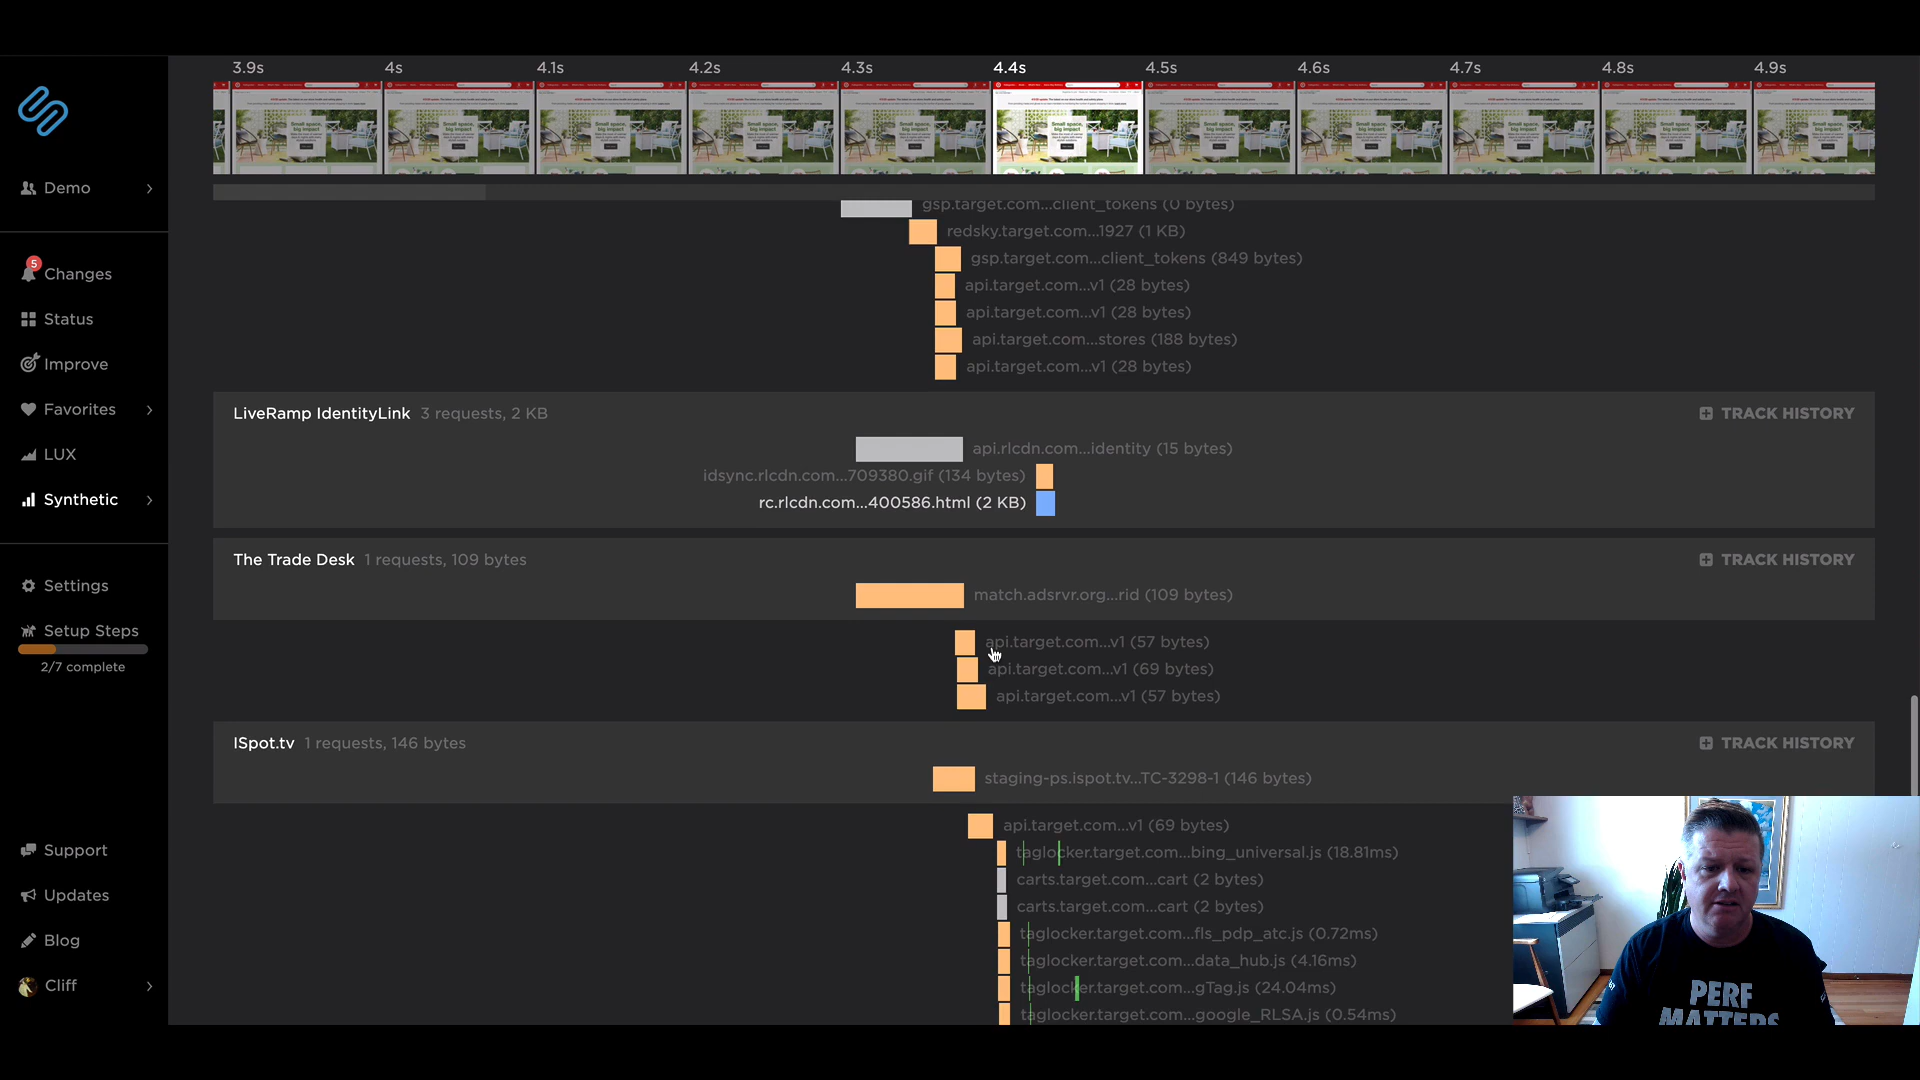 3.9s 4s 4.1s 4.2s 4.3s 4.4s 4.5s 4.6s 4.7s 4.8s 4.9s
Small space, big impact
Demo
Changes
5
Status
Improve
Favorites
LUX
Synthetic
Settings
Setup Steps
2/7 complete
Support
Updates
Blog
Cliff
gsp.target.com...client_tokens (0 bytes)
redsky.target.com...1927 (1 KB)
gsp.target.com...client_tokens (849 bytes)
api.target.com...v1 (28 bytes)
api.target.com...v1 (28 bytes)
api.target.com...stores (188 bytes)
api.target.com...v1 (28 bytes)
LiveRamp IdentityLink 3 requests, 2 KB TRACK HISTORY
api.rlcdn.com...identity (15 bytes)
idsync.rlcdn.com...709380.gif (134 bytes)
rc.rlcdn.com...400586.html (2 KB)
The Trade Desk 1 requests, 109 bytes TRACK HISTORY
match.adsrvr.org...rid (109 bytes)
api.target.com...v1 (57 bytes)
api.target.com...v1 (69 bytes)
api.target.com...v1 (57 bytes)
ISpot.tv 1 requests, 146 bytes TRACK HISTORY
staging-ps.ispot.tv...TC-3298-1 (146 bytes)
api.target.com...v1 (69 bytes)
taglocker.target.com...bing_universal.js (18.81ms)
carts.target.com...cart (2 bytes)
carts.target.com...cart (2 bytes)
taglocker.target.com...fls_pdp_atc.js (0.72ms)
taglocker.target.com...data_hub.js (4.16ms)
taglocker.target.com...gTag.js (24.04ms)
taglocker.target.com...google_RLSA.js (0.54ms)
PERF
MATTERS